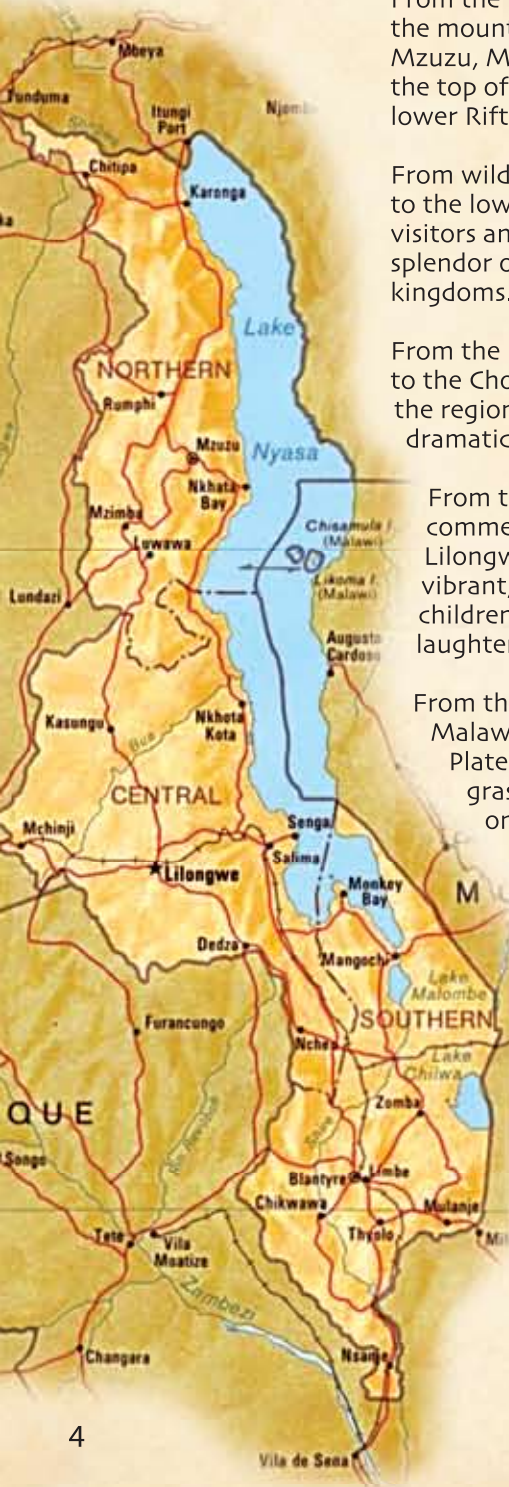 From the
the mount
Mzuzu, M
the top of
lower Rift
From wild
to the low
visitors an
splendor o
kingdoms.
From the
to the Cho
the region
dramatic
From t
comme
Lilongw
vibrant,
children
laughter
From th
Malaw
Plate
gras
or
Mbeya
Tunduma
Itungi
Port
Njombe
Chitipa
Karonga
Lake
NORTHERN
Rumphi
Mzuzu
Nyasa
Nkhata
Bay
Mzimba
Chisamula I.
(Malawi)
Luwawa
Likoma I.
(Malawi)
Lundazi
Augusto
Cardoso
Kasungu
Nkhota
Kota
Bua
CENTRAL
Mchinji
Senga
Salima
Lilongwe
Monkey
Bay
M
Dedza
Mangochi
Lake
Malombe
Furancungo
SOUTHERN
Ncheu
Lake
Chilwa
QUE
Zomba
Songo
Shire
Rio Revubue
Blantyre
Limbe
Chikwawa
Mulanje
Thyolo
Tete
Vila
Moatize
Mil
Zambezi
Changara
Nsanje
4
Vila de Sena